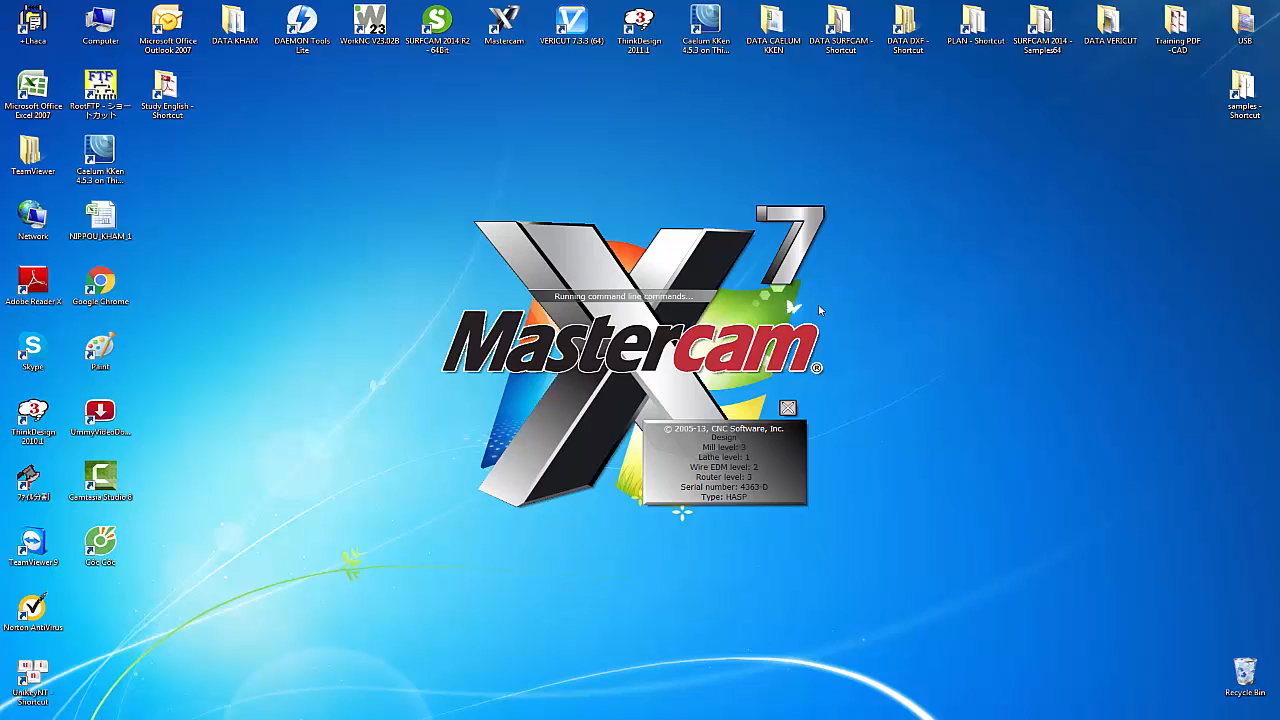 +Lhaca
Computer
Microsoft Office
Outlook 2007
DATA KHAM
DAEMON Tools
Lite
WorkNC V23.02B
SURFCAM 2014 R2
- 64Bit
Mastercam
VERICUT 7.3.3 (64)
ThinkDesign
2011.1
Caelum KKen
4.5.3 on Thi...
DATA CAELUM
KKEN
DATA SURFCAM -
Shortcut
DATA DXF -
Shortcut
PLAN - Shortcut
SURFCAM 2014 -
Samples64
DATA VERICUT
Training PDF
-CAD
USB
Microsoft Office
Excel 2007
RootFTP - ショー
トカット
Study English -
Shortcut
samples -
Shortcut
TeamViewer
Caelum KKen
4.5.3 on Thi...
Network
NIPPOU_KHAM_1
Adobe Reader X
Google Chrome
Skype
Paint
ThinkDesign
2010.1
UmmyVideoDo...
ファイル分割
Camtasia Studio 8
TeamViewer 9
Cốc Cốc
Norton AntiVirus
UniKeyNT -
Shortcut
Recycle Bin
X7
Running command line commands...
Mastercam®
© 2005-13, CNC Software, Inc.
Design
Mill level: 3
Lathe level: 1
Wire EDM level: 2
Router level: 3
Serial number: 4363-D
Type: HASP